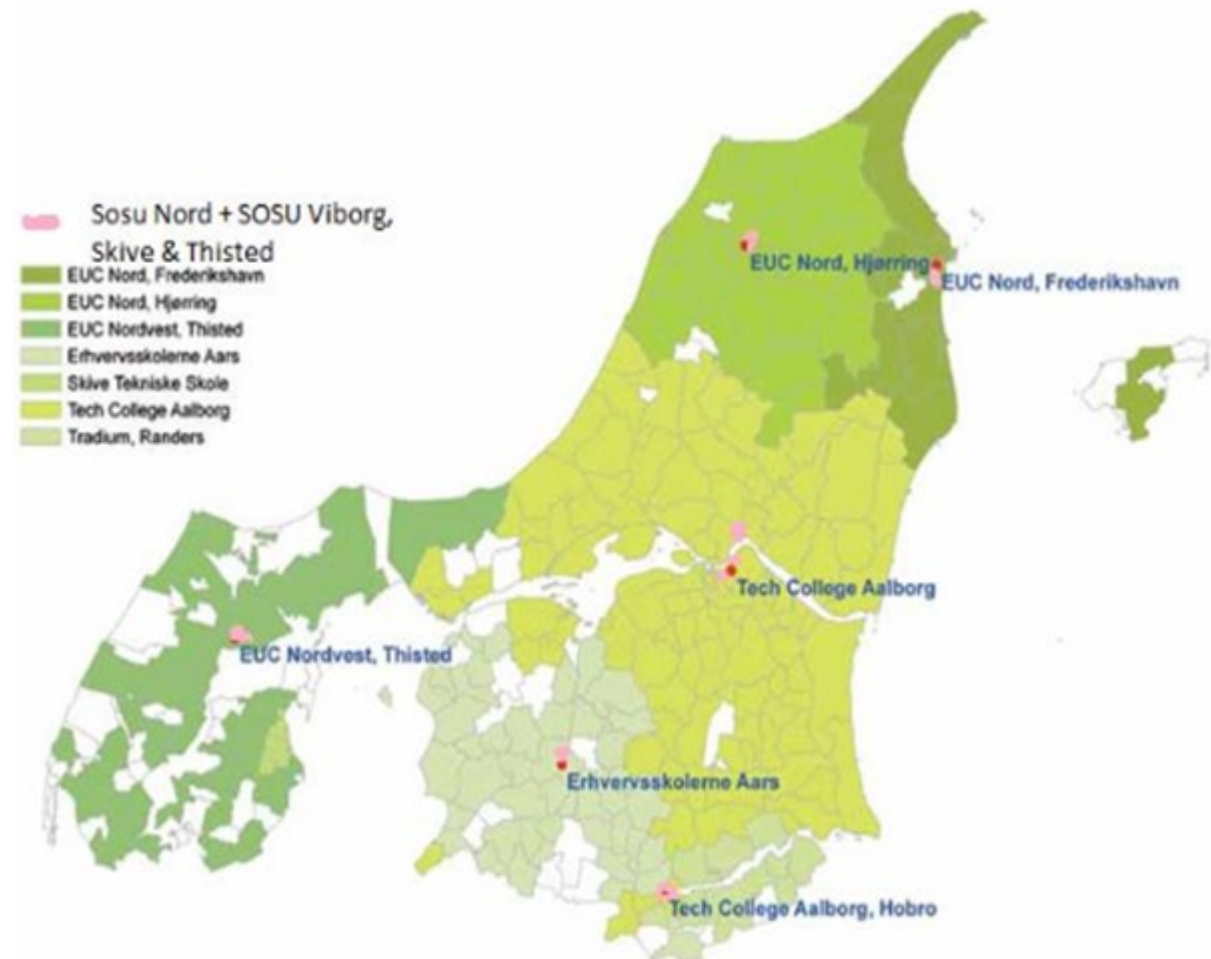 Sosu Nord + SOSU Viborg,
Skive & Thisted
EUC Nord, Frederikshavn
EUC Nord, Hjørring
EUC Nordvest, Thisted
Erhvervsskolerne Aars
Skive Tekniske Skole
Tech College Aalborg
Tradium, Randers
EUC Nord, Hjørring
EUC Nord, Frederikshavn
Tech College Aalborg
EUC Nordvest, Thisted
Erhvervsskolerne Aars
Tech College Aalborg, Hobro